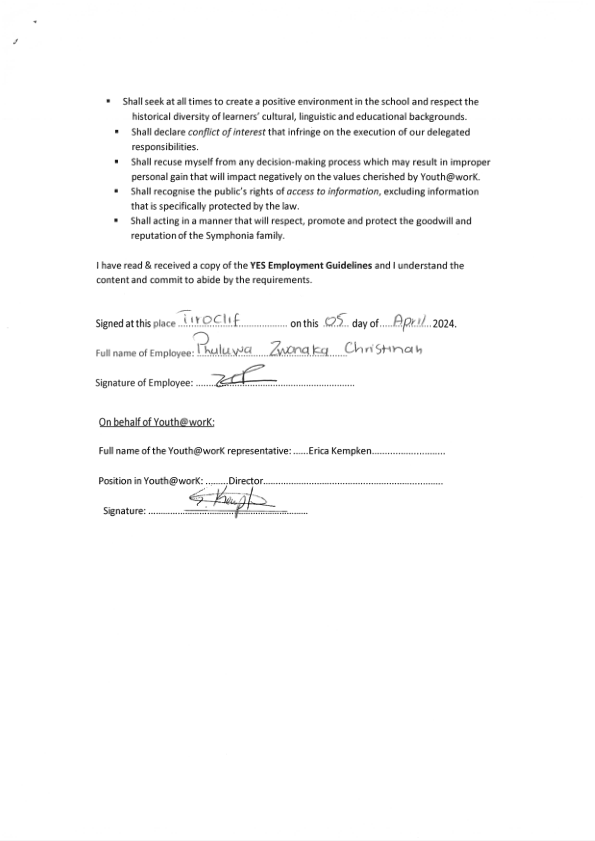 ▪ Shall seek at all times to create a positive environment in the school and respect the
historical diversity of learners' cultural, linguistic and educational backgrounds.
▪ Shall declare conflict of interest that infringe on the execution of our delegated
responsibilities.
▪ Shall recuse myself from any decision-making process which may result in improper
personal gain that will impact negatively on the values cherished by Youth@worK.
▪ Shall recognise the public's rights of access to information, excluding information
that is specifically protected by the law.
▪ Shall acting in a manner that will respect, promote and protect the goodwill and
reputation of the Symphonia family.
I have read & received a copy of the YES Employment Guidelines and I understand the
content and commit to abide by the requirements.
Signed at this place Tiroclif on this 05 day of April 2024.
Full name of Employee: Phuluwa Zwonaka Christinah
Signature of Employee:
On behalf of Youth@worK:
Full name of the Youth@worK representative: ......Erica Kempken...........................
Position in Youth@worK: .........Director.................................................................
Signature: